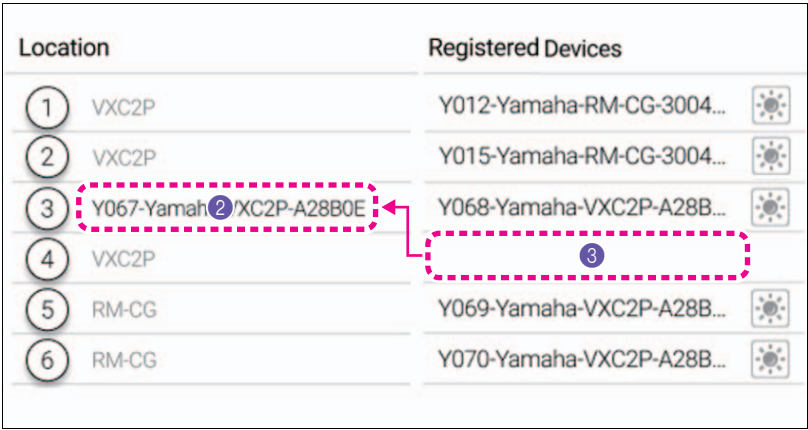 Location Registered Devices
1 VXC2P Y012-Yamaha-RM-CG-3004...
2 VXC2P Y015-Yamaha-RM-CG-3004...
3 Y067-Yamah 2 /XC2P-A28B0E Y068-Yamaha-VXC2P-A28B...
4 VXC2P 3
5 RM-CG Y069-Yamaha-VXC2P-A28B...
6 RM-CG Y070-Yamaha-VXC2P-A28B...